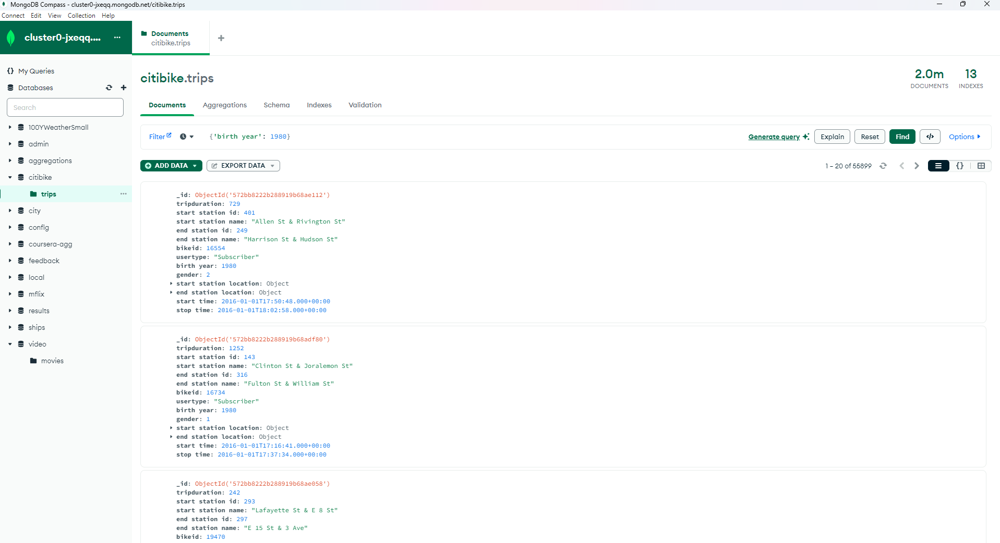 MongoDB Compass - cluster0-jxeqq.mongodb.net/citibike.trips
Connect Edit View Collection Help
cluster0-jxeqq....
Documents
citibike.trips
My Queries
Databases
Search
100YWeatherSmall
admin
aggregations
citibike
trips
city
config
coursera-agg
feedback
local
mflix
results
ships
video
movies
citibike.trips
2.0m
DOCUMENTS
13
INDEXES
Documents Aggregations Schema Indexes Validation
Filter {'birth year': 1980} Generate query Explain Reset Find </> Options
ADD DATA EXPORT DATA 1 – 20 of 55899 {}
_id: ObjectId('572bb8222b288919b68ae112')
tripduration: 729
start station id: 401
start station name: "Allen St & Rivington St"
end station id: 249
end station name: "Harrison St & Hudson St"
bikeid: 16554
usertype: "Subscriber"
birth year: 1980
gender: 2
start station location: Object
end station location: Object
start time: 2016-01-01T17:50:48.000+00:00
stop time: 2016-01-01T18:02:58.000+00:00
_id: ObjectId('572bb8222b288919b68adf80')
tripduration: 1252
start station id: 143
start station name: "Clinton St & Joralemon St"
end station id: 316
end station name: "Fulton St & William St"
bikeid: 16734
usertype: "Subscriber"
birth year: 1980
gender: 1
start station location: Object
end station location: Object
start time: 2016-01-01T17:16:41.000+00:00
stop time: 2016-01-01T17:37:34.000+00:00
_id: ObjectId('572bb8222b288919b68ae058')
tripduration: 242
start station id: 293
start station name: "Lafayette St & E 8 St"
end station id: 297
end station name: "E 15 St & 3 Ave"
bikeid: 19470